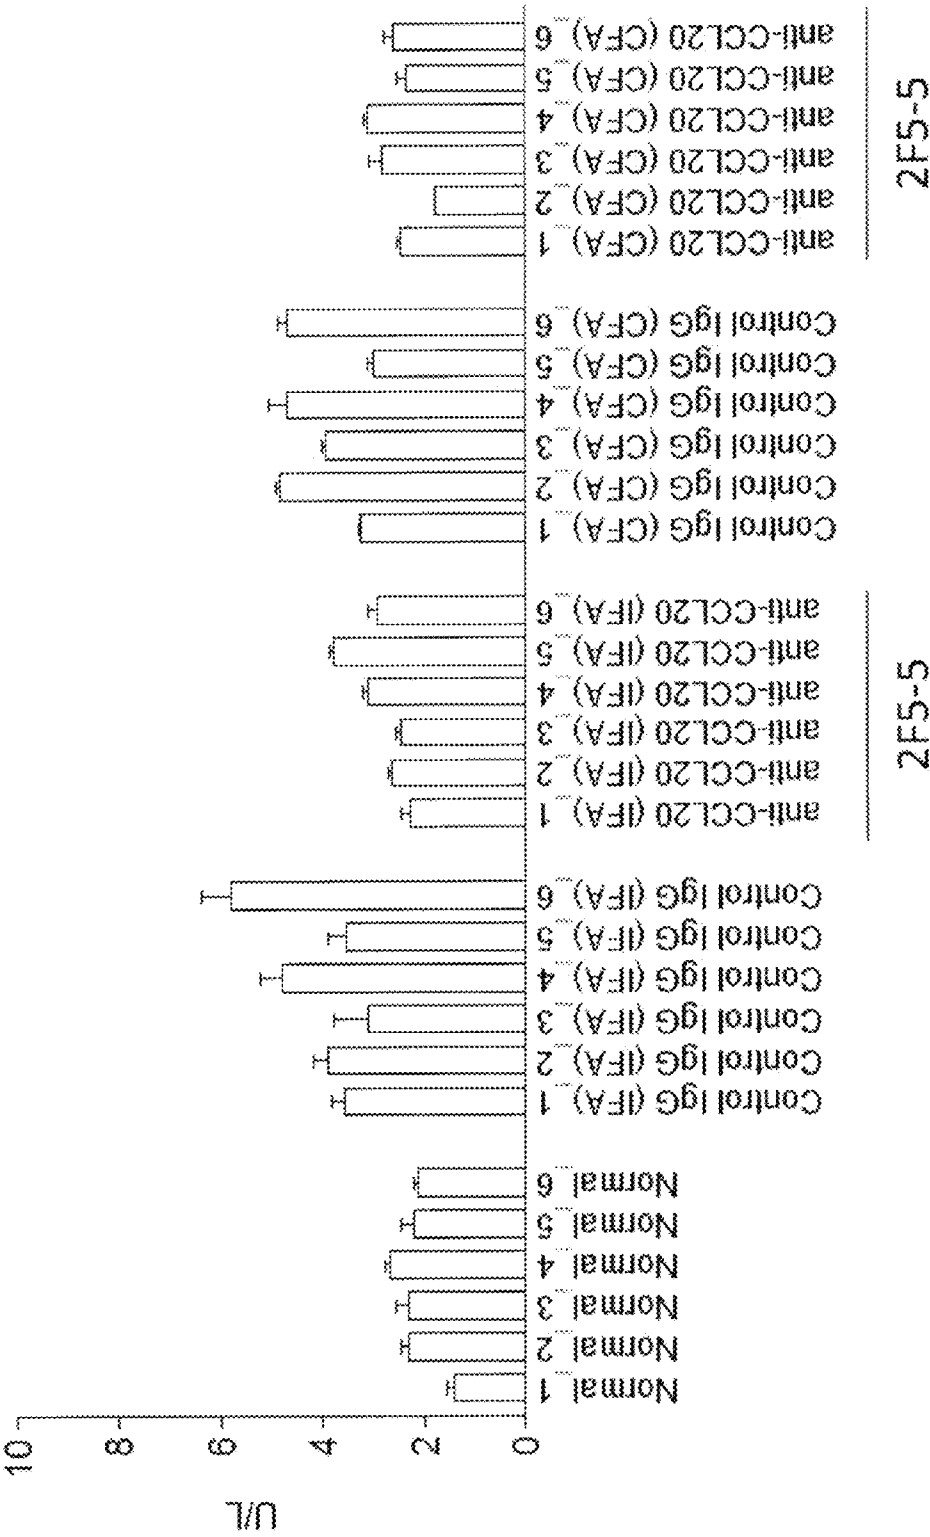 U/L
10
8
6
4
2
0
Normal_1
Normal_2
Normal_3
Normal_4
Normal_5
Normal_6
Control IgG (IFA)_1
Control IgG (IFA)_2
Control IgG (IFA)_3
Control IgG (IFA)_4
Control IgG (IFA)_5
Control IgG (IFA)_6
anti-CCL20 (IFA)_1
anti-CCL20 (IFA)_2
anti-CCL20 (IFA)_3
anti-CCL20 (IFA)_4
anti-CCL20 (IFA)_5
anti-CCL20 (IFA)_6
2F5-5
Control IgG (CFA)_1
Control IgG (CFA)_2
Control IgG (CFA)_3
Control IgG (CFA)_4
Control IgG (CFA)_5
Control IgG (CFA)_6
anti-CCL20 (CFA)_1
anti-CCL20 (CFA)_2
anti-CCL20 (CFA)_3
anti-CCL20 (CFA)_4
anti-CCL20 (CFA)_5
anti-CCL20 (CFA)_6
2F5-5